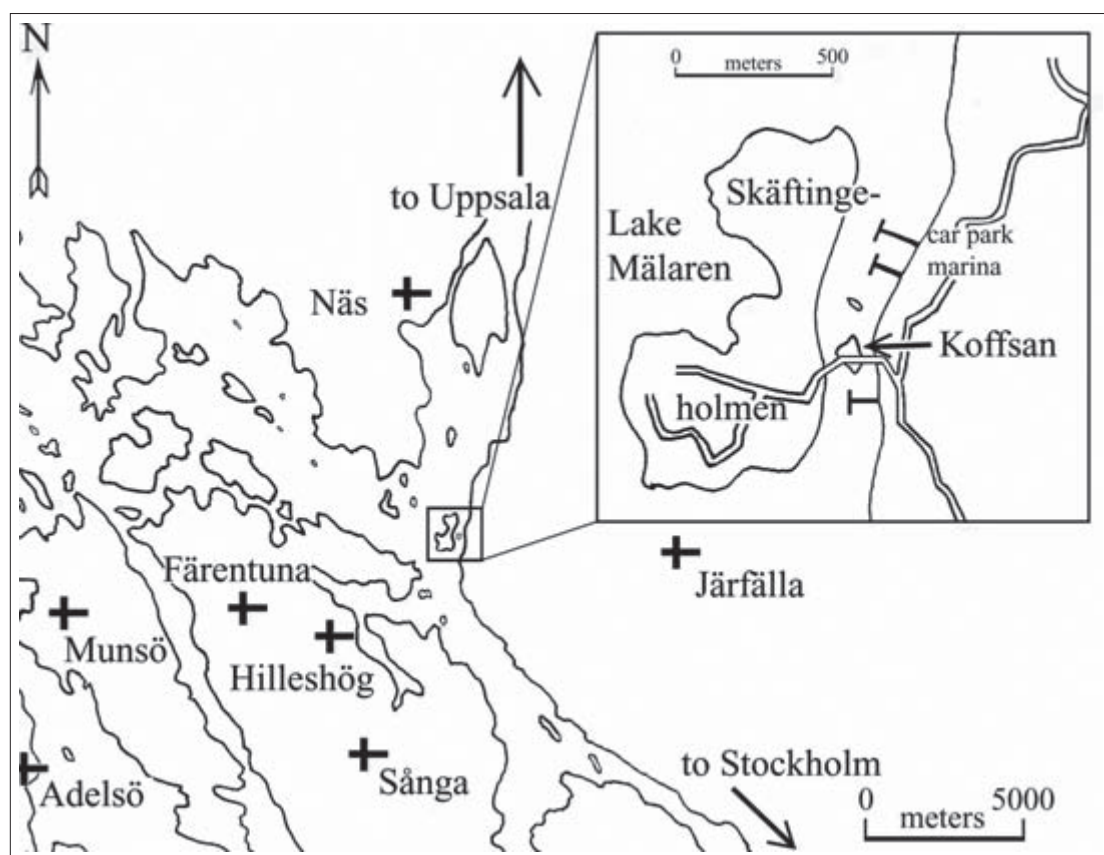 N
to Uppsala
Näs
Färentuna
Munsö
Hilleshög
Järfälla
Adelsö
Sånga
to Stockholm
0 5000
meters
0 500
meters
Skäftinge-
Lake
Mälaren
car park
marina
Koffsan
holmen